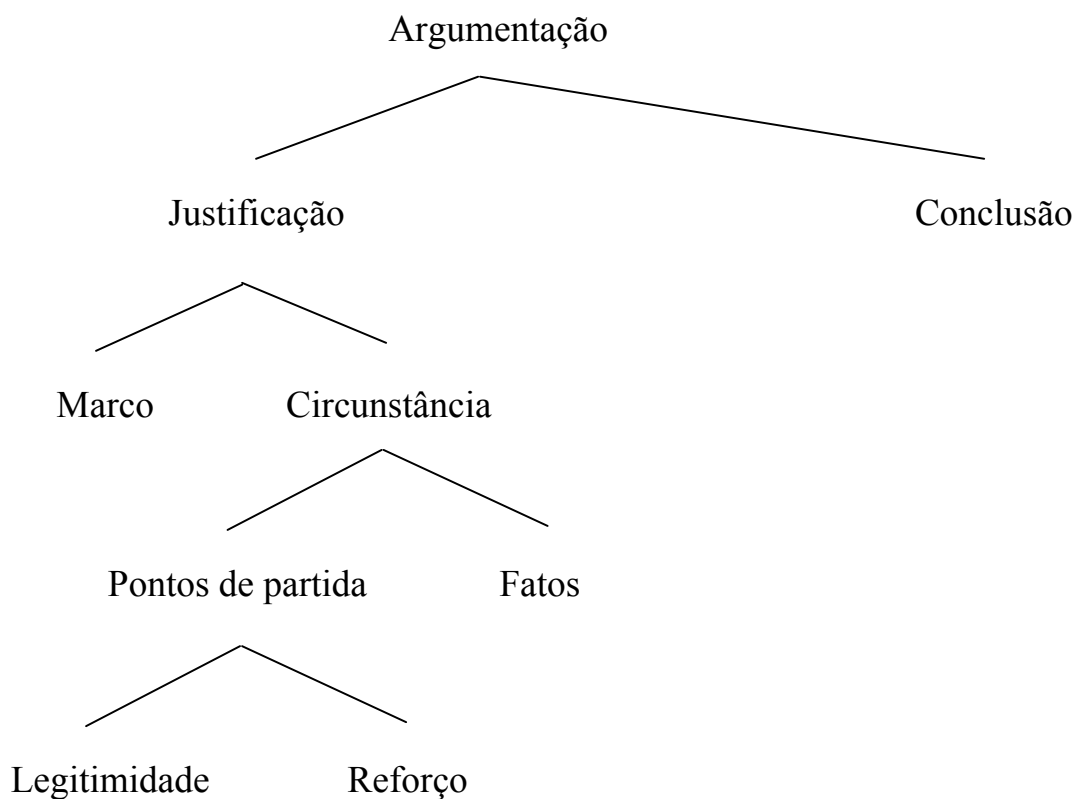 Argumentação
Justificação Conclusão
Marco Circunstância
Pontos de partida Fatos
Legitimidade Reforço